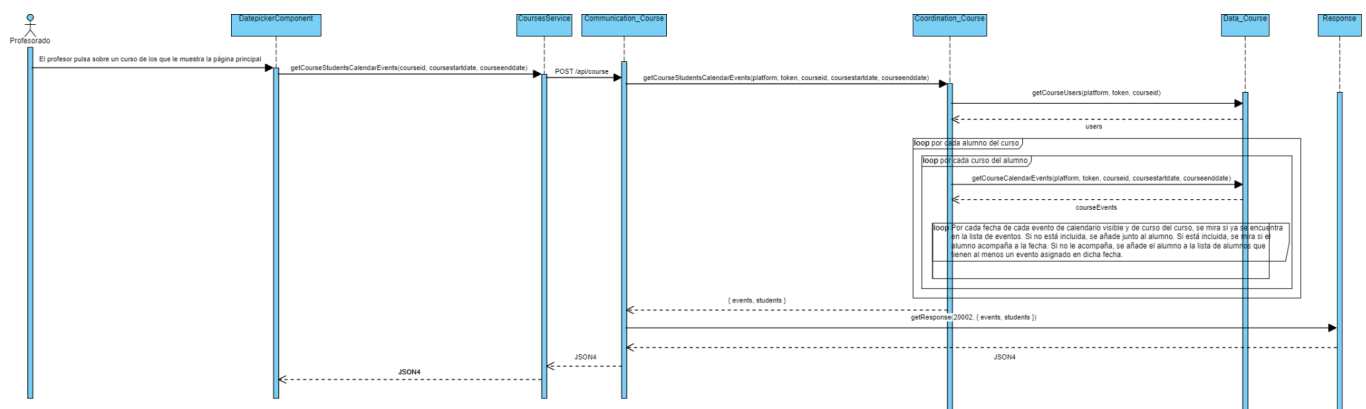 DatepickerComponent
CoursesService
Communication_Course
Coordination_Course
Data_Course
Response
Profesorado
El profesor pulsa sobre un curso de los que le muestra la página principal
getCourseStudentsCalendarEvents(courseid, coursestartdate, courseenddate)
POST /api/course
getCourseStudentsCalendarEvents(platform, token, courseid, coursestartdate, courseenddate)
getCourseUsers(platform, token, courseid)
users
loop por cada alumno del curso
loop por cada curso del alumno
getCourseCalendarEvents(platform, token, courseid, coursestartdate, courseenddate)
courseEvents
loop Por cada fecha de cada evento de calendario visible y de curso del curso, se mira si ya se encuentra
en la lista de eventos. Si no está incluida, se añade junto al alumno. Si está incluida, se mira si el
alumno acompaña a la fecha. Si no le acompaña, se añade el alumno a la lista de alumnos que
tienen al menos un evento asignado en dicha fecha.
{ events, students }
getResponse(20002, { events, students })
JSON4
JSON4
JSON4